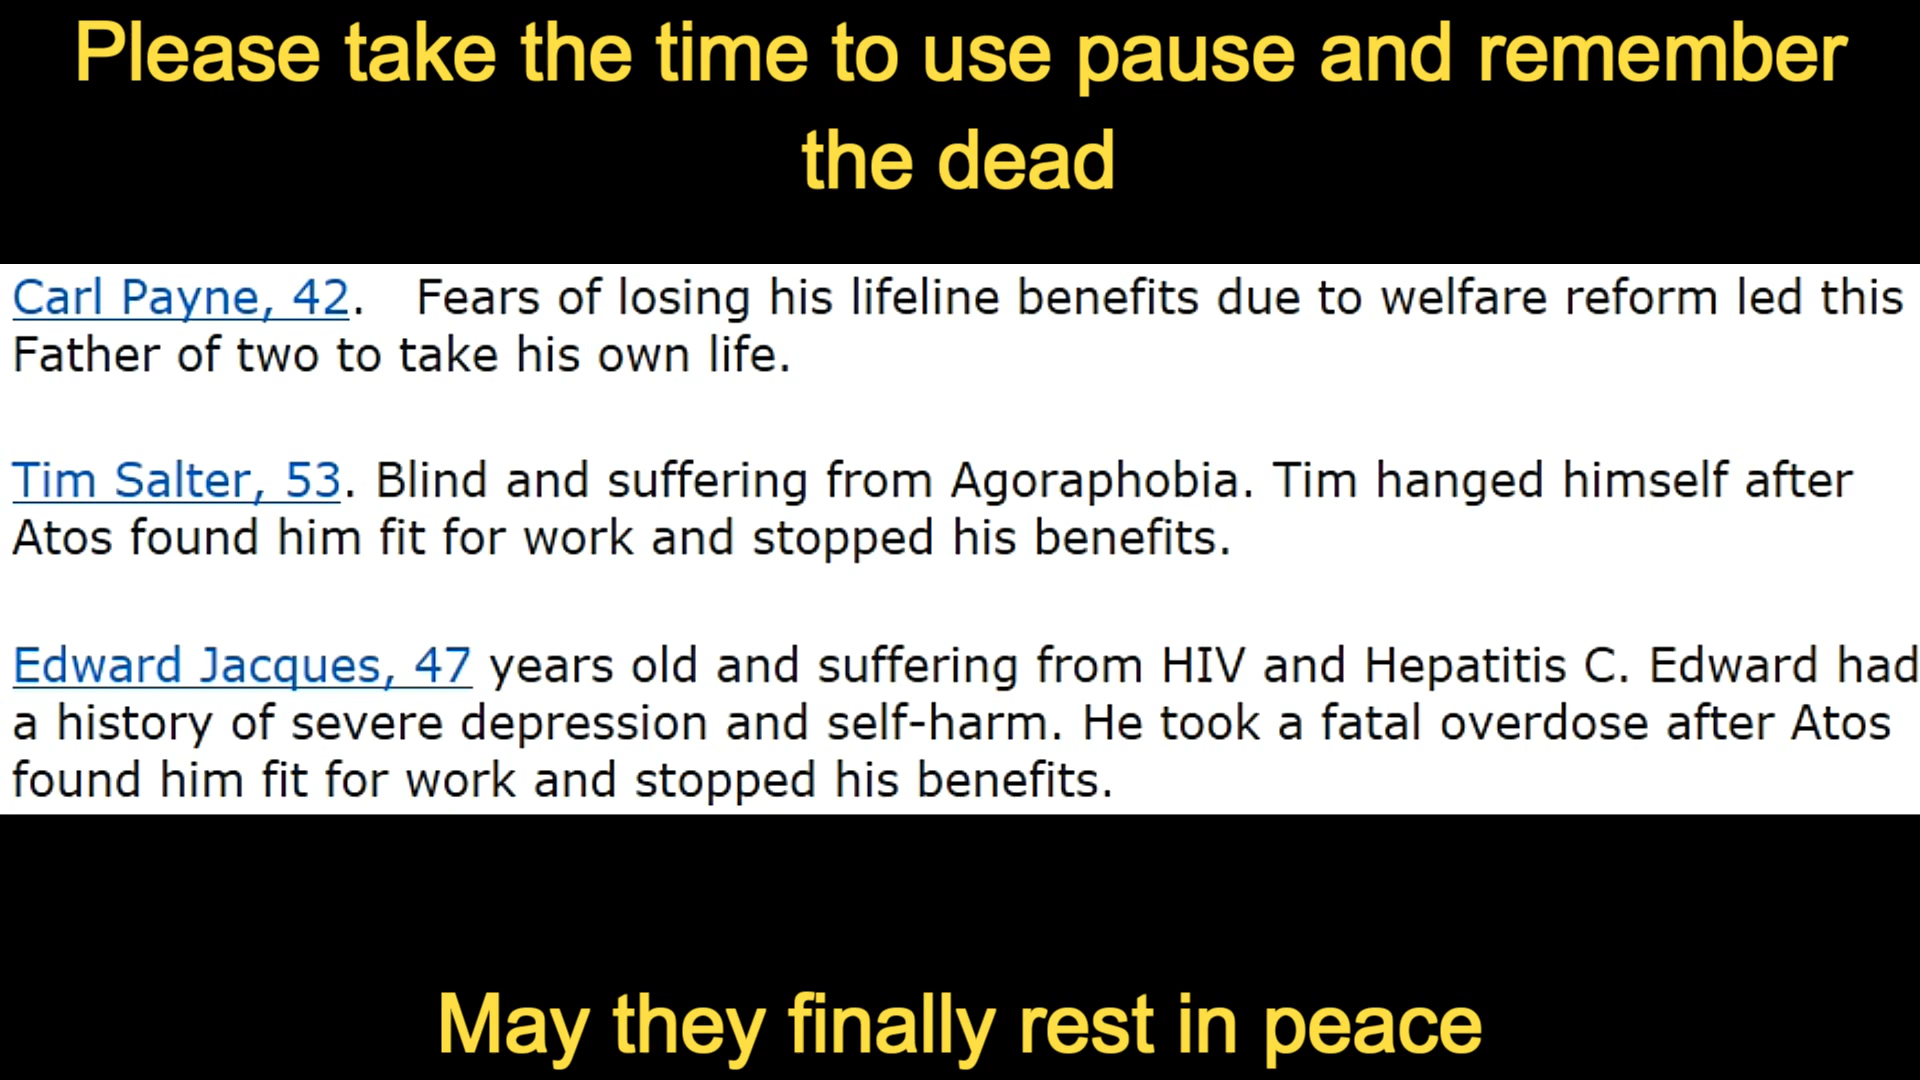 Please take the time to use pause and remember
the dead
Carl Payne, 42. Fears of losing his lifeline benefits due to welfare reform led this
Father of two to take his own life.
Tim Salter, 53. Blind and suffering from Agoraphobia. Tim hanged himself after
Atos found him fit for work and stopped his benefits.
Edward Jacques, 47 years old and suffering from HIV and Hepatitis C. Edward had
a history of severe depression and self-harm. He took a fatal overdose after Atos
found him fit for work and stopped his benefits.
May they finally rest in peace